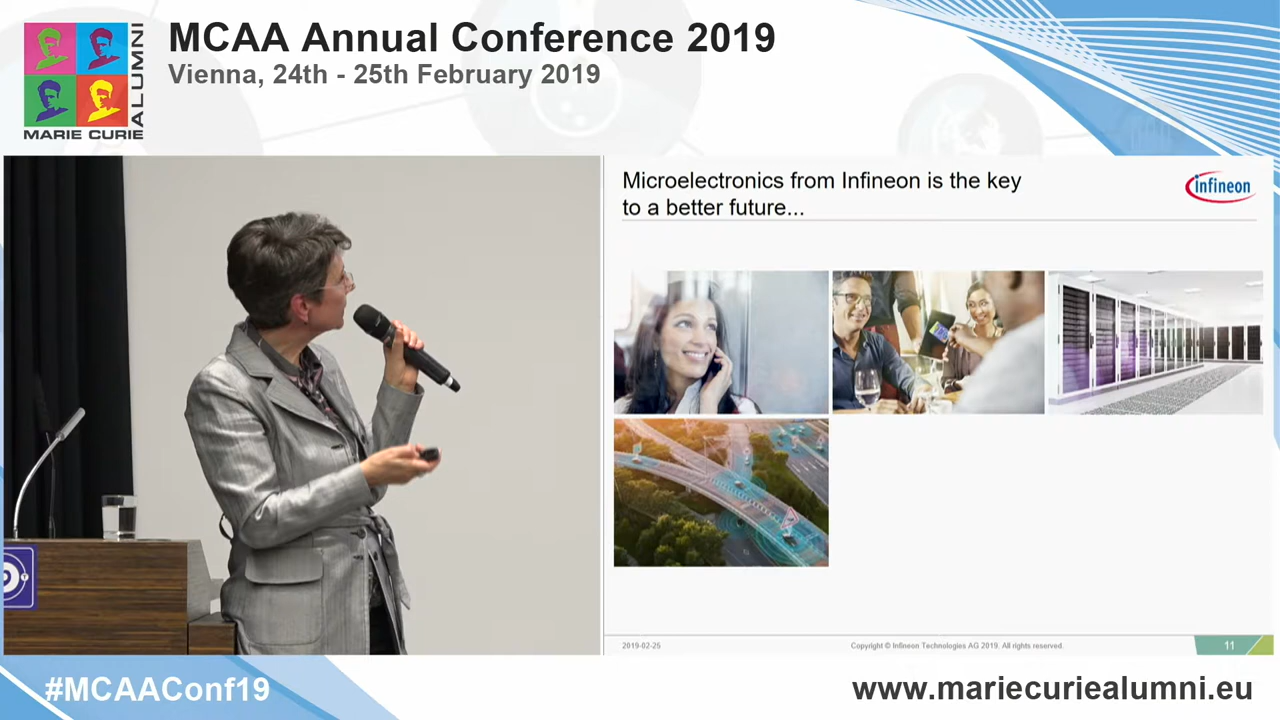 MCAA Annual Conference 2019
Vienna, 24th - 25th February 2019
MARIE CURIE
ALUMNI
Microelectronics from Infineon is the key
to a better future...
infineon
2019-02-25
Copyright © Infineon Technologies AG 2019. All rights reserved.
11
#MCAAConf19
www.mariecuriealumni.eu